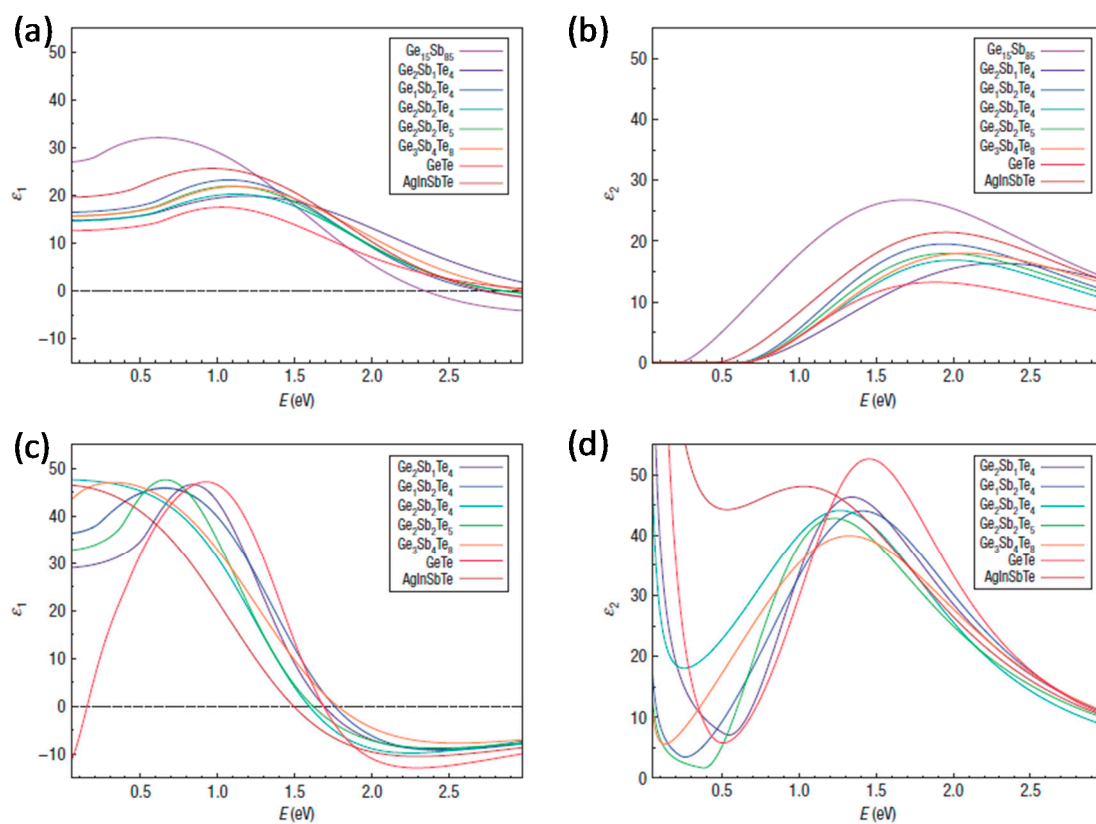 (a)
50
40
30
20
10
0
−10
ε₁
Ge₁₅Sb₈₅
Ge₂Sb₁Te₄
Ge₁Sb₂Te₄
Ge₂Sb₂Te₄
Ge₂Sb₂Te₅
Ge₃Sb₄Te₈
GeTe
AgInSbTe
0.5 1.0 1.5 2.0 2.5
E (eV)
(b)
50
40
30
20
10
0
ε₂
Ge₁₅Sb₈₅
Ge₂Sb₁Te₄
Ge₁Sb₂Te₄
Ge₂Sb₂Te₄
Ge₂Sb₂Te₅
Ge₃Sb₄Te₈
GeTe
AgInSbTe
0.5 1.0 1.5 2.0 2.5
E (eV)
(c)
50
40
30
20
10
0
−10
ε₁
Ge₂Sb₁Te₄
Ge₁Sb₂Te₄
Ge₂Sb₂Te₄
Ge₂Sb₂Te₅
Ge₃Sb₄Te₈
GeTe
AgInSbTe
0.5 1.0 1.5 2.0 2.5
E (eV)
(d)
50
40
30
20
10
0
ε₂
Ge₂Sb₁Te₄
Ge₁Sb₂Te₄
Ge₂Sb₂Te₄
Ge₂Sb₂Te₅
Ge₃Sb₄Te₈
GeTe
AgInSbTe
0.5 1.0 1.5 2.0 2.5
E (eV)